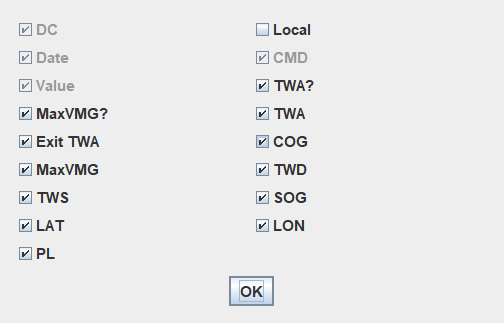 DC
Local
Date
CMD
Value
TWA?
MaxVMG?
TWA
Exit TWA
COG
MaxVMG
TWD
TWS
SOG
LAT
LON
PL
OK